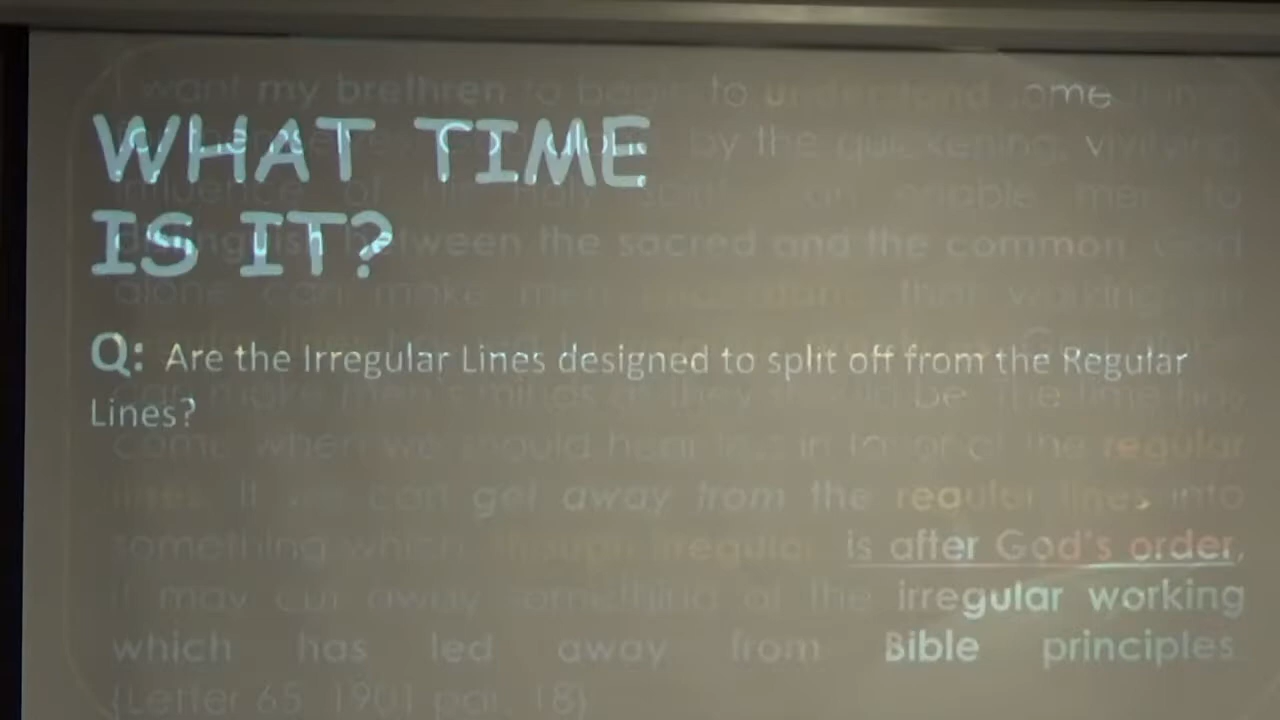 WHAT TIME
IS IT?
Q: Are the Irregular Lines designed to split off from the Regular
Lines?
I want my brethren to begin to understand some
by the quickening, vivifying
influence of the Holy can enable men to
distinguish between the sacred and the common. God
alone can make men understand that working on
make men's minds as they should be. The time has
come when we should hear less in favor of the regular
lines. If we can get away from the regular lines into
something which, though irregular, is after God's order,
it may cut away something of the irregular working
which has led away from Bible principles.
(Letter 65, 1901 par. 18)